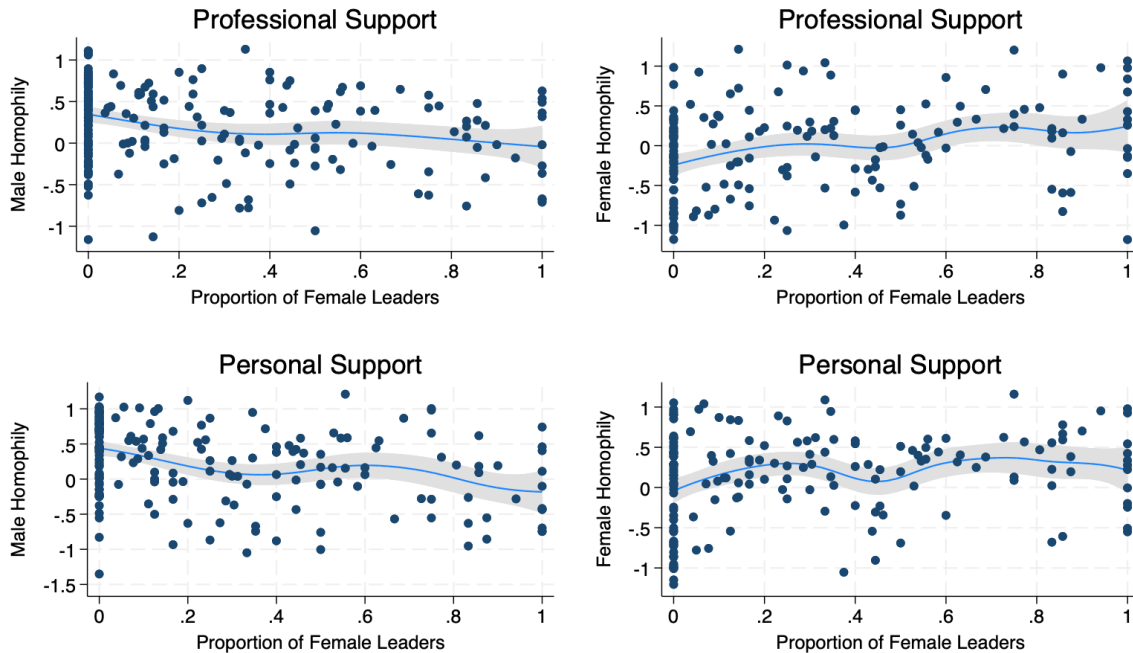 Professional Support
Male Homophily
1
.5
0
-.5
-1
0 .2 .4 .6 .8 1
Proportion of Female Leaders
Professional Support
Female Homophily
1
.5
0
-.5
-1
0 .2 .4 .6 .8 1
Proportion of Female Leaders
Personal Support
Male Homophily
1
.5
0
-.5
-1
-1.5
0 .2 .4 .6 .8 1
Proportion of Female Leaders
Personal Support
Female Homophily
1
.5
0
-.5
-1
0 .2 .4 .6 .8 1
Proportion of Female Leaders